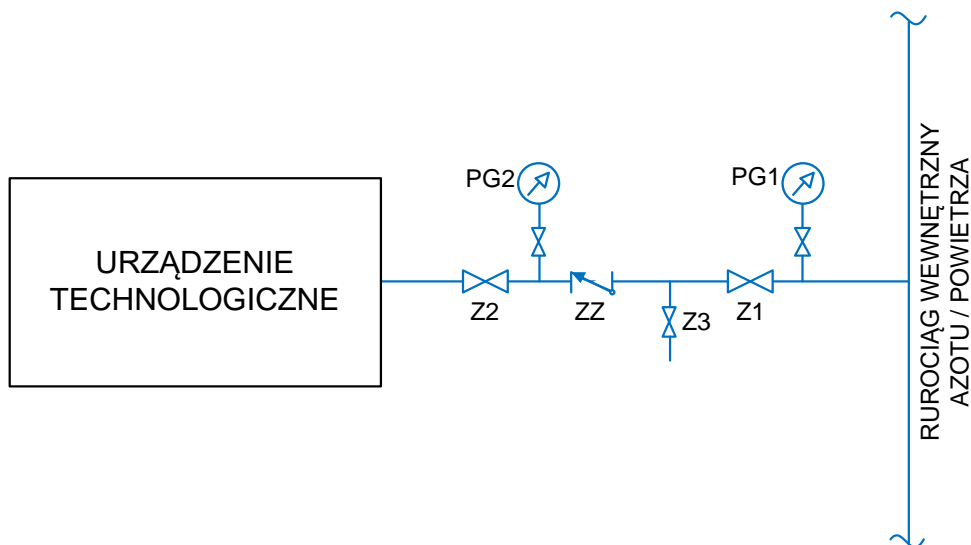 URZĄDZENIE
TECHNOLOGICZNE
PG2
PG1
Z2
ZZ
Z3
Z1
RUROCIĄG WEWNĘTRZNY
AZOTU / POWIETRZA